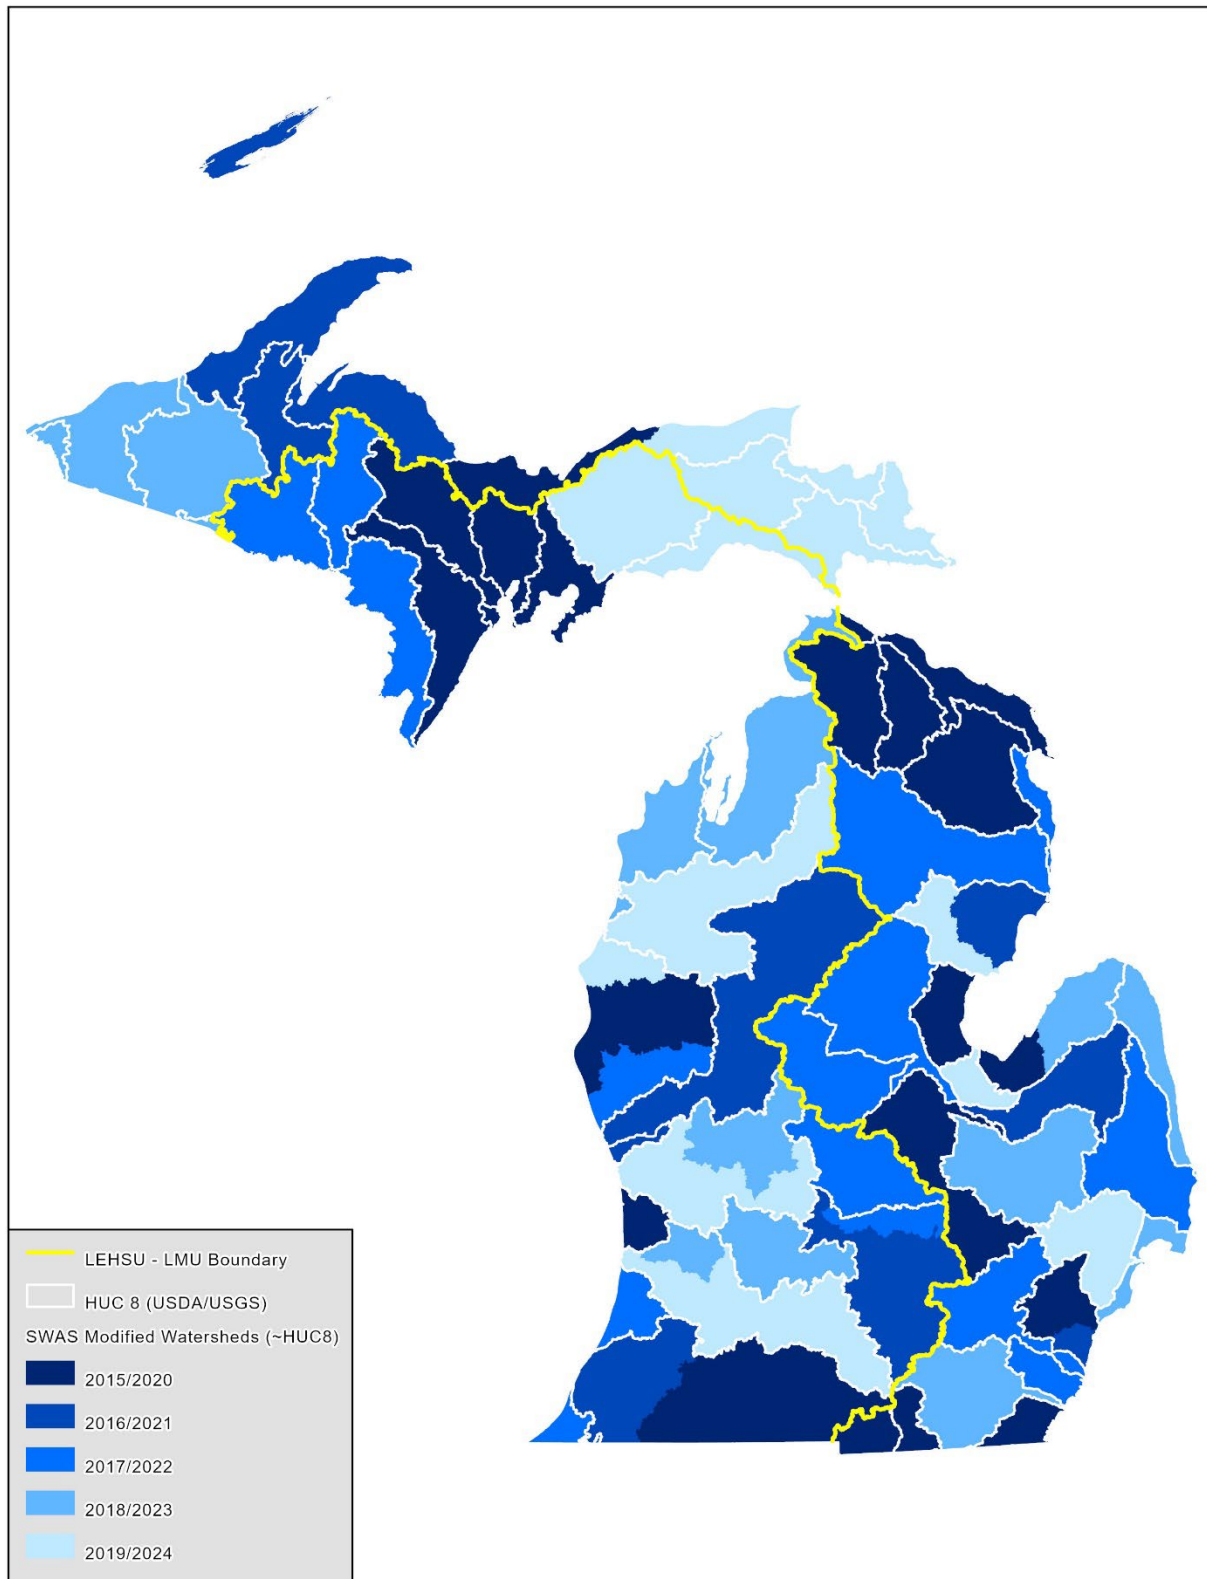 LEHSU - LMU Boundary
HUC 8 (USDA/USGS)
SWAS Modified Watersheds (~HUC8)
2015/2020
2016/2021
2017/2022
2018/2023
2019/2024